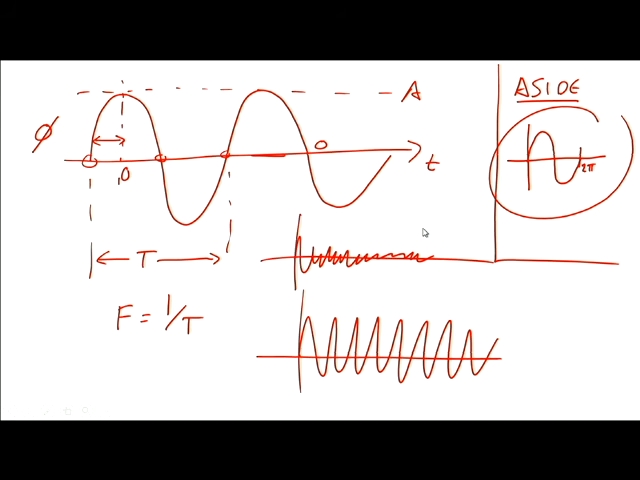 ASIDE
A
φ
0
0
t
2π
T
F = 1/T